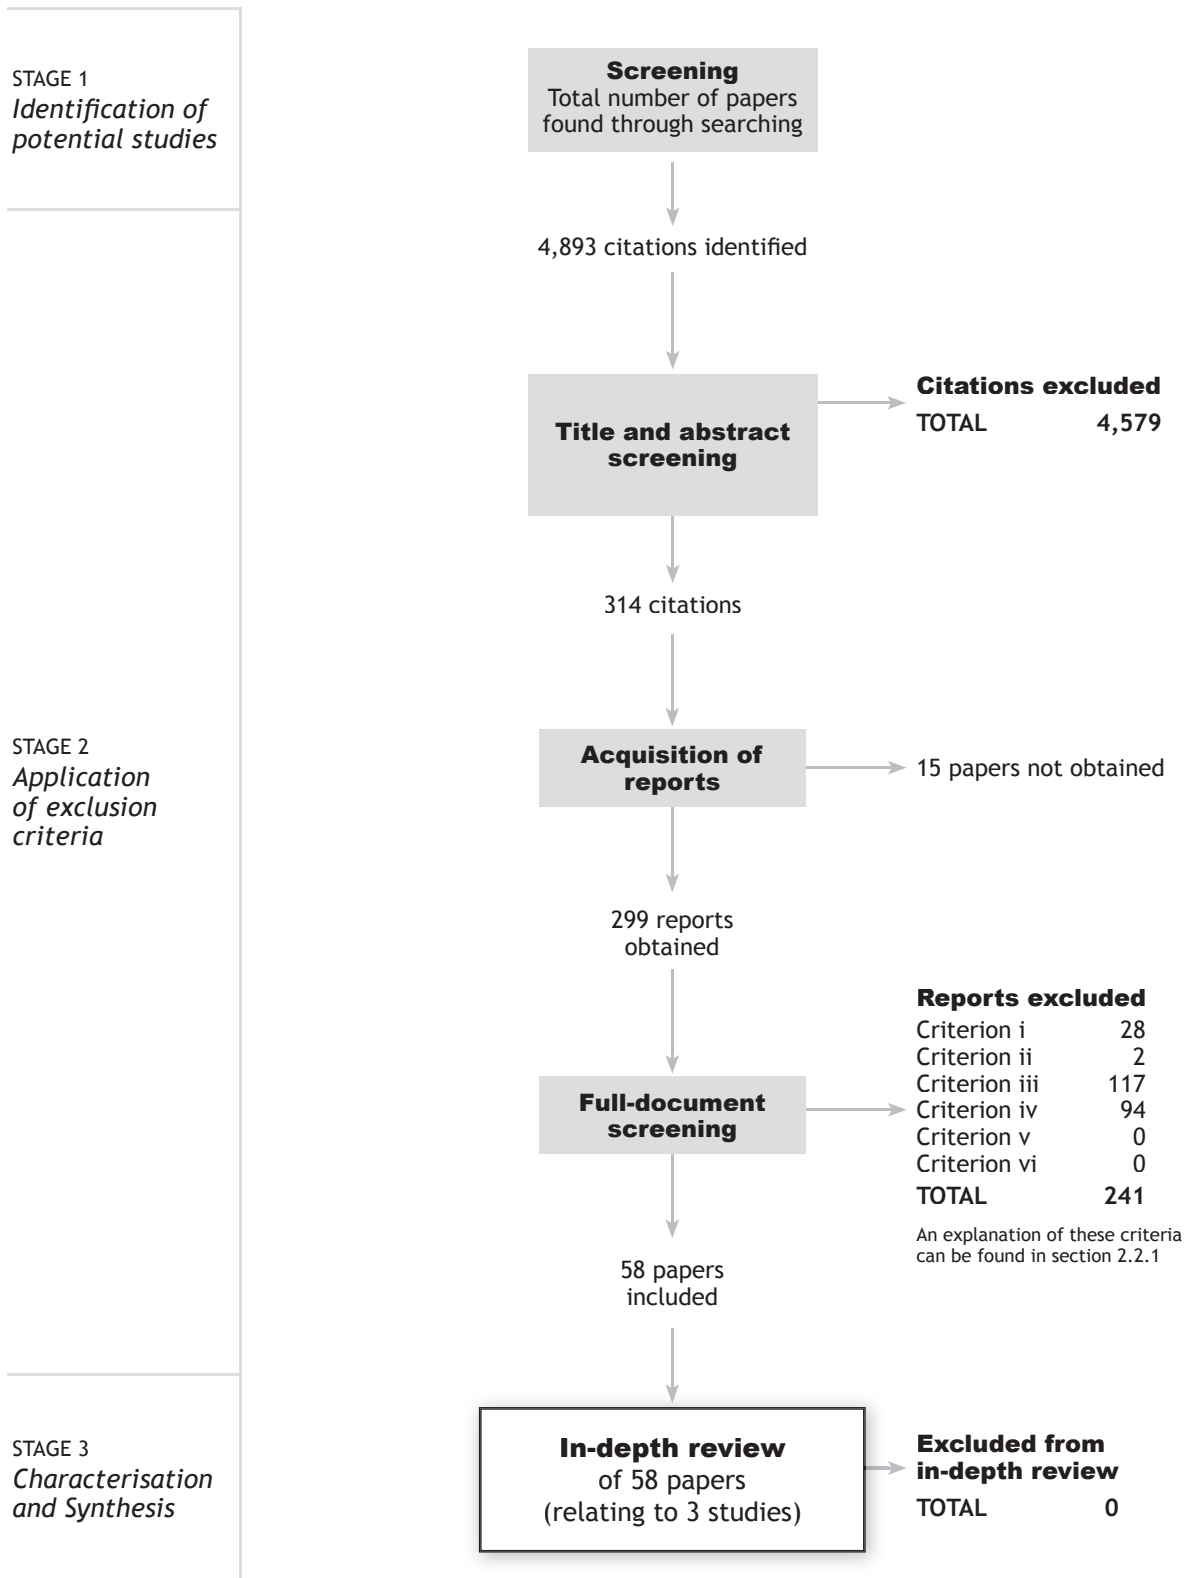 STAGE 1
Identification of
potential studies
Screening
Total number of papers
found through searching
4,893 citations identified
Title and abstract
screening
Citations excluded
TOTAL 4,579
314 citations
STAGE 2
Application
of exclusion
criteria
Acquisition of
reports
15 papers not obtained
299 reports
obtained
Full-document
screening
Reports excluded
Criterion i 28
Criterion ii 2
Criterion iii 117
Criterion iv 94
Criterion v 0
Criterion vi 0
TOTAL 241
An explanation of these criteria
can be found in section 2.2.1
58 papers
included
STAGE 3
Characterisation
and Synthesis
In-depth review
of 58 papers
(relating to 3 studies)
Excluded from
in-depth review
TOTAL 0